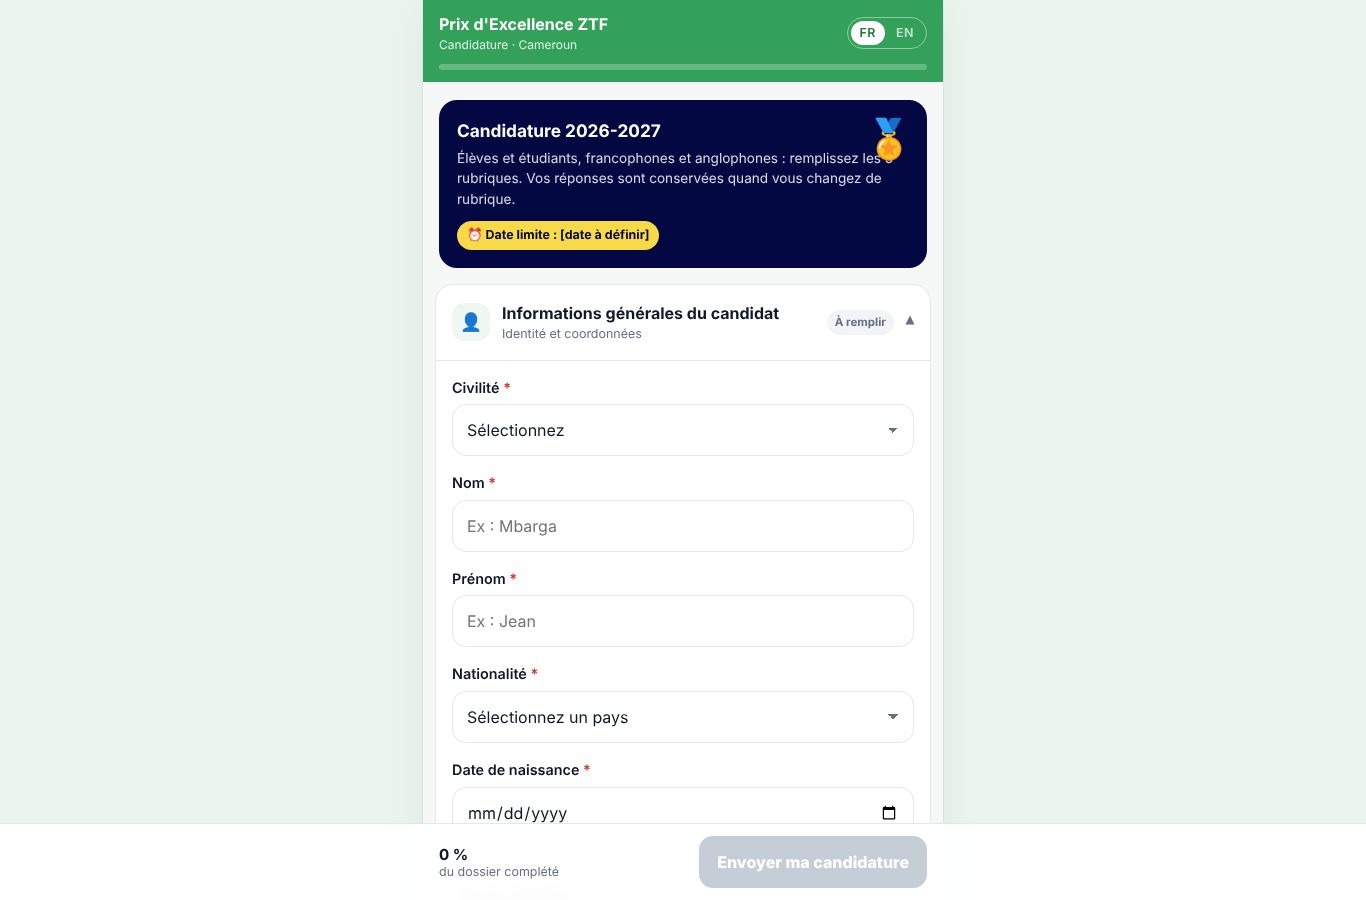 Prix d'Excellence ZTF
Candidature · Cameroun
FR
EN
Candidature 2026-2027
Élèves et étudiants, francophones et anglophones : remplissez les
rubriques. Vos réponses sont conservées quand vous changez de
rubrique.
⏰ Date limite : [date à définir]
Informations générales du candidat
Identité et coordonnées
À remplir
Civilité *
Sélectionnez
Nom *
Ex : Mbarga
Prénom *
Ex : Jean
Nationalité *
Sélectionnez un pays
Date de naissance *
mm/dd/yyyy
0 %
du dossier complété
Envoyer ma candidature